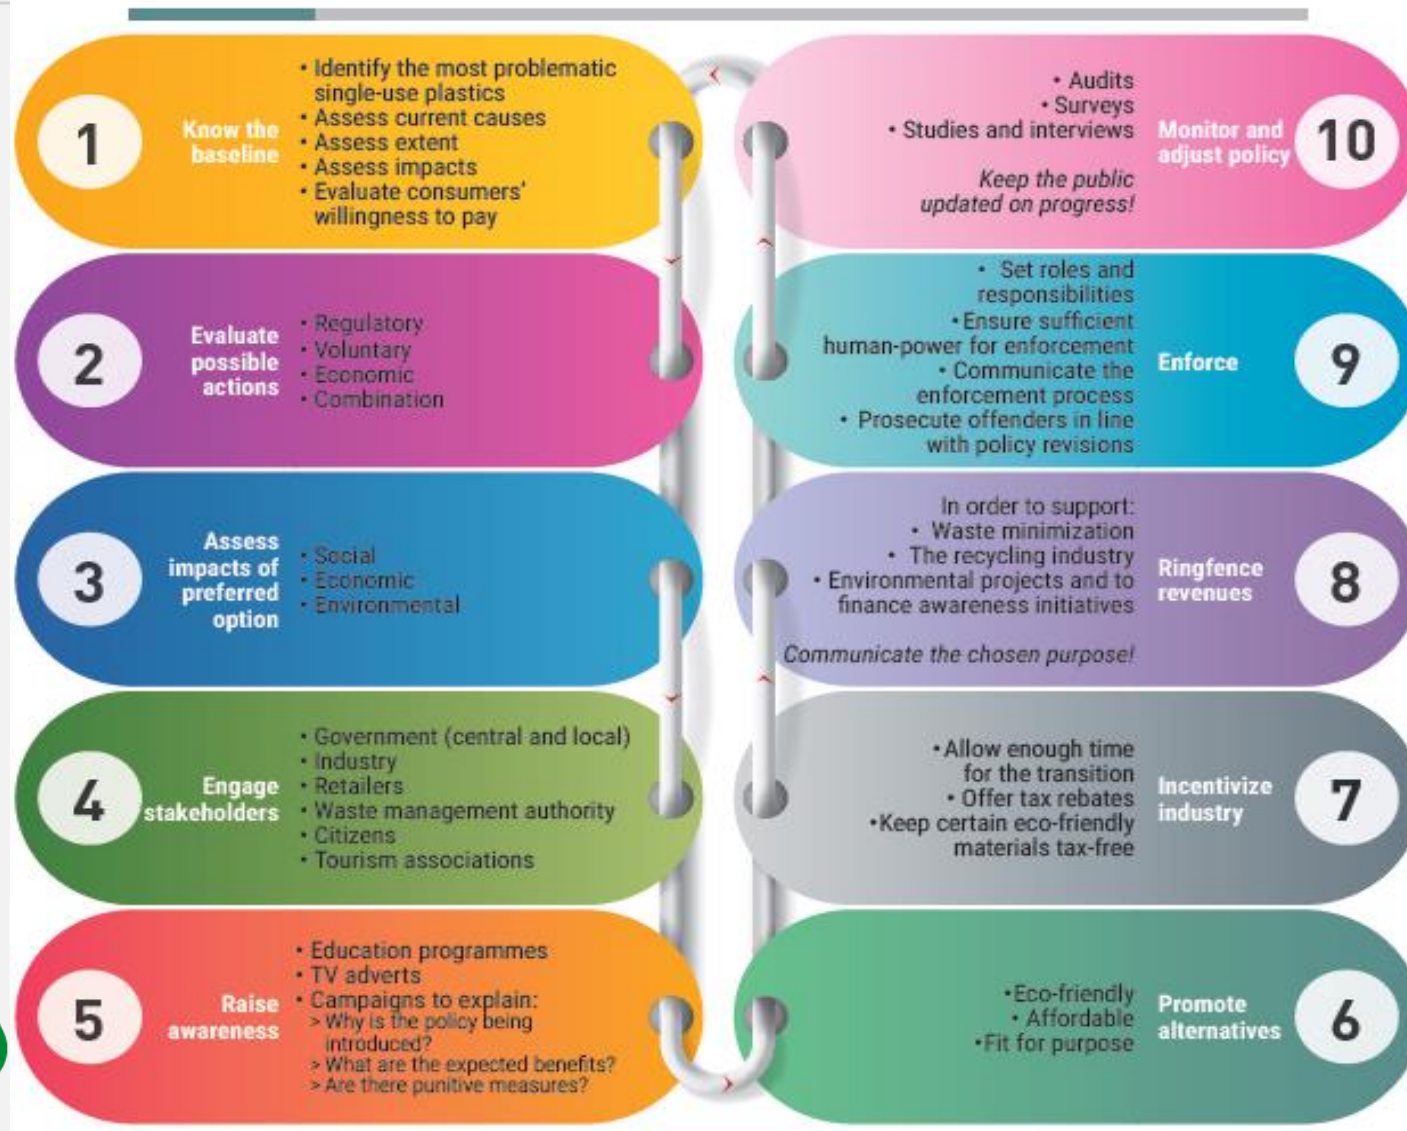 1
Know the
baseline
• Identify the most problematic
single-use plastics
• Assess current causes
• Assess extent
• Assess impacts
• Evaluate consumers'
willingness to pay
2
Evaluate
possible
actions
• Regulatory
• Voluntary
• Economic
• Combination
3
Assess
impacts of
preferred
option
• Social
• Economic
• Environmental
4
Engage
stakeholders
• Government (central and local)
• Industry
• Retailers
• Waste management authority
• Citizens
• Tourism associations
5
Raise
awareness
• Education programmes
• TV adverts
• Campaigns to explain:
> Why is the policy being
introduced?
> What are the expected benefits?
> Are there punitive measures?
6
Promote
alternatives
•Eco-friendly
• Affordable
•Fit for purpose
7
Incentivize
industry
•Allow enough time
for the transition
• Offer tax rebates
•Keep certain eco-friendly
materials tax-free
8
Ringfence
revenues
In order to support:
• Waste minimization
• The recycling industry
• Environmental projects and to
finance awareness initiatives
Communicate the chosen purpose!
9
Enforce
• Set roles and
responsibilities
•Ensure sufficient
human-power for enforcement
• Communicate the
enforcement process
• Prosecute offenders in line
with policy revisions
10
Monitor and
adjust policy
• Audits
• Surveys
• Studies and interviews
Keep the public
updated on progress!